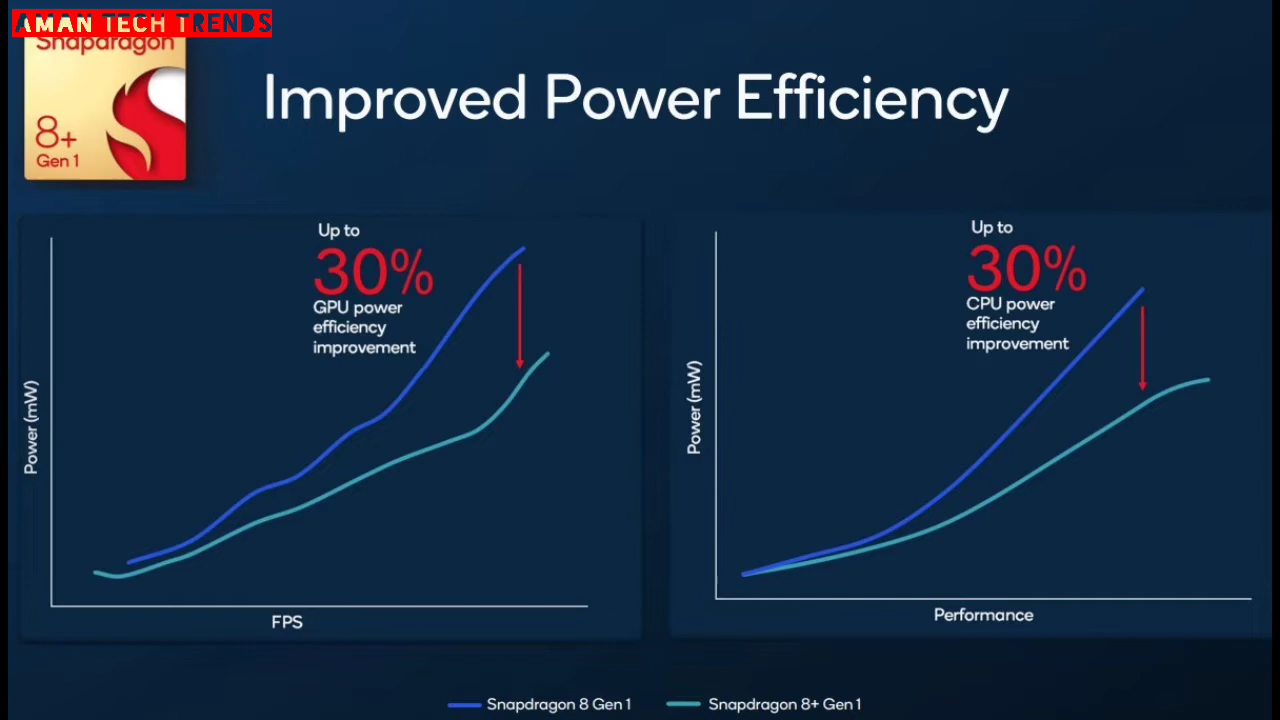 AMAN TECH TRENDS
Snapdragon
8+
Gen 1
Improved Power Efficiency
Up to
30%
GPU power
efficiency
improvement
Power (mW)
FPS
Up to
30%
CPU power
efficiency
improvement
Power (mW)
Performance
Snapdragon 8 Gen 1
Snapdragon 8+ Gen 1